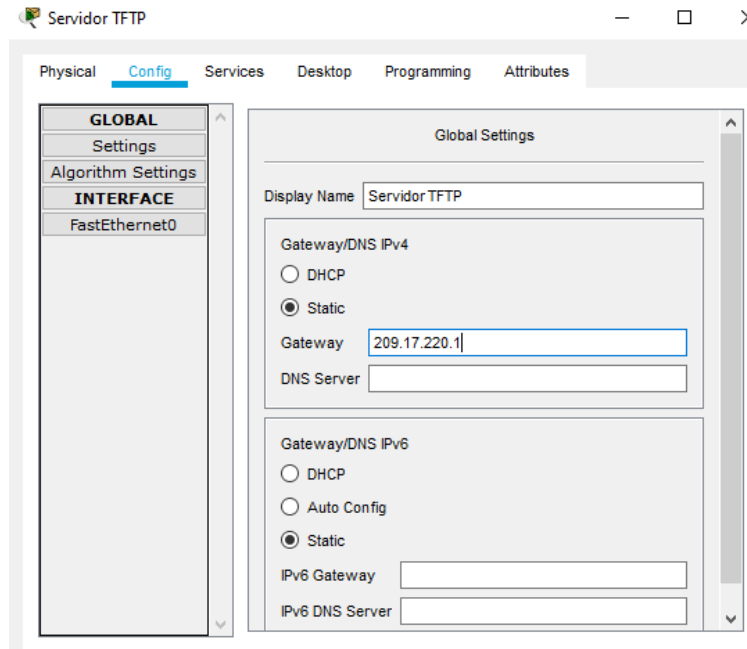 Servidor TFTP
Physical Config Services Desktop Programming Attributes
GLOBAL
Settings
Algorithm Settings
INTERFACE
FastEthernet0
Global Settings
Display Name Servidor TFTP
Gateway/DNS IPv4
DHCP
Static
Gateway 209.17.220.1
DNS Server
Gateway/DNS IPv6
DHCP
Auto Config
Static
IPv6 Gateway
IPv6 DNS Server